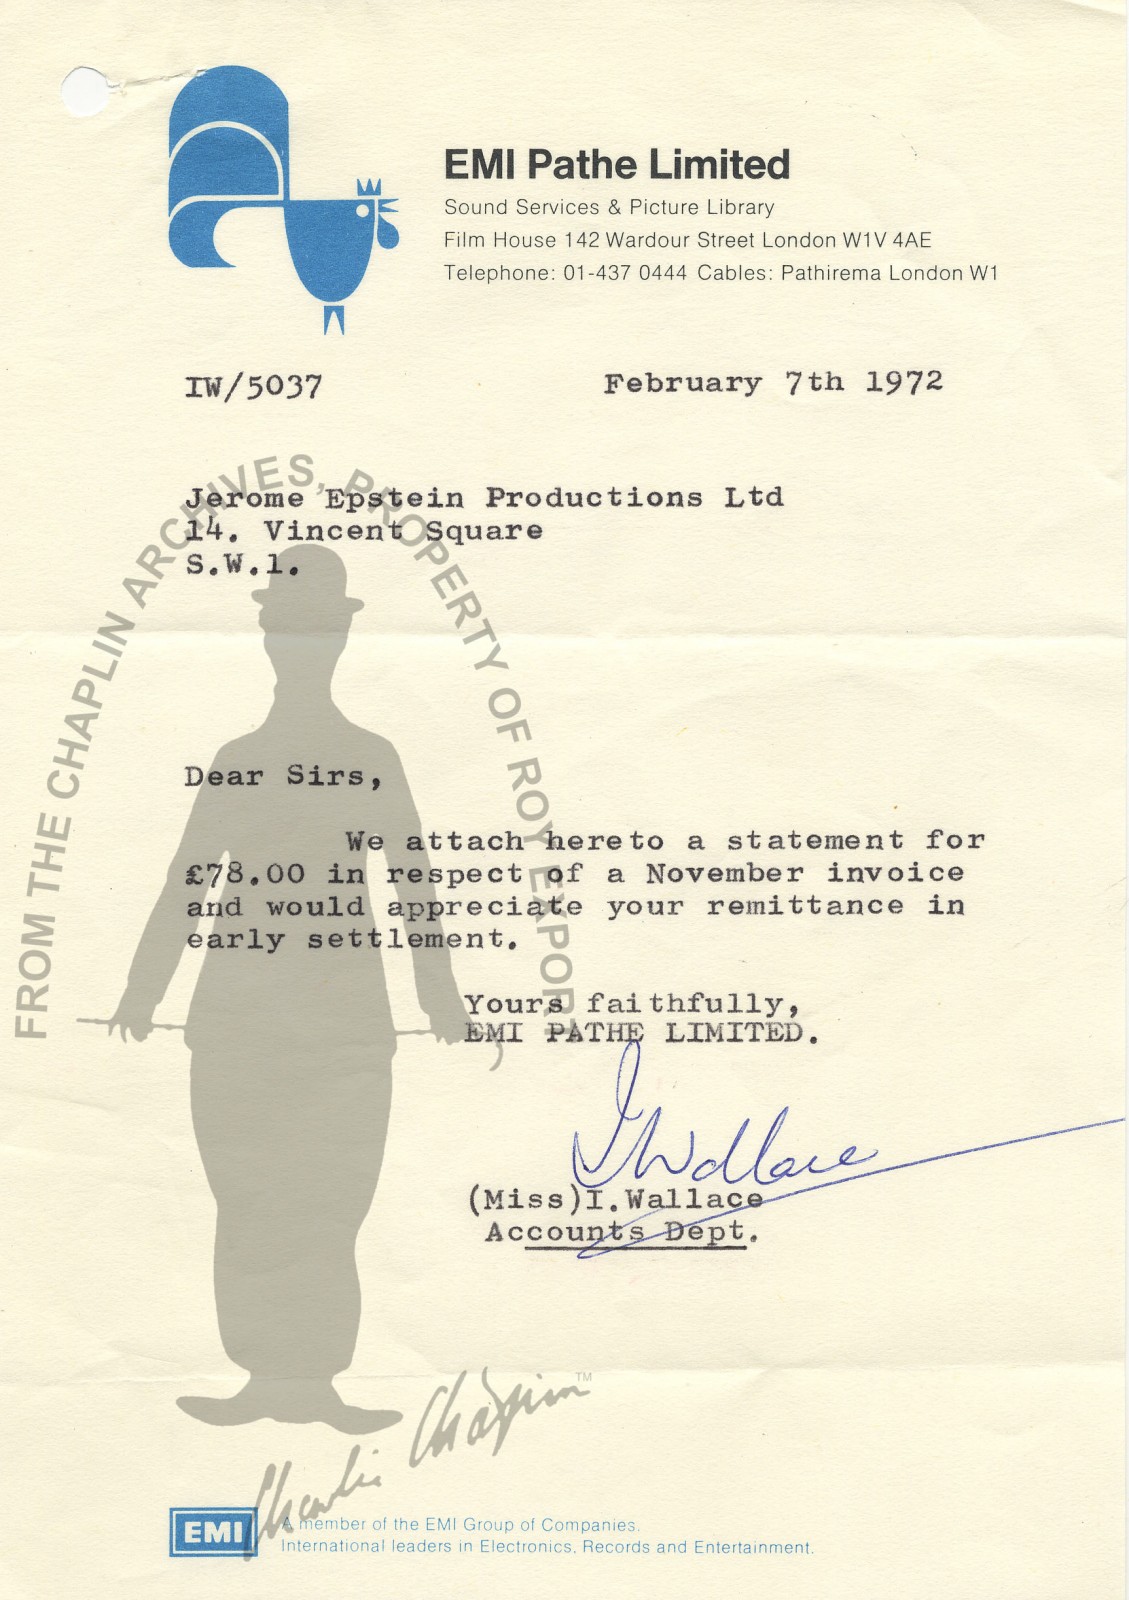 EMI Pathe Limited
Sound Services & Picture Library
Film House 142 Wardour Street London W1V 4AE
Telephone: 01-437 0444 Cables: Pathirema London W1
IW/5037
February 7th 1972
Jerome Epstein Productions Ltd
14. Vincent Square
S.W.1.
Dear Sirs,
We attach hereto a statement for
£78.00 in respect of a November invoice
and would appreciate your remittance in
early settlement.
Yours faithfully,
EMI PATHE LIMITED.
I Wallace
(Miss)I.Wallace
Accounts Dept.
FROM THE CHAPLIN ARCHIVES, PROPERTY OF ROY EXPORT
Charlie Chaplin TM
EMI
A member of the EMI Group of Companies.
International leaders in Electronics, Records and Entertainment.